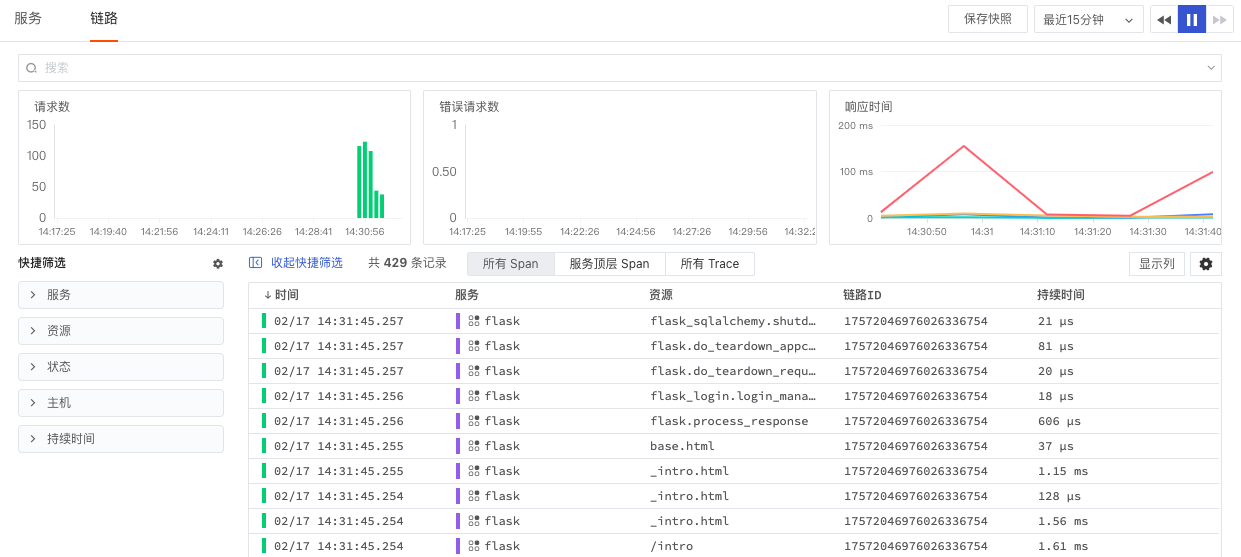 服务 链路 保存快照 最近15分钟
搜索
请求数 错误请求数 响应时间
150 1 200 ms
100 0.50 100 ms
50
0 0 0
14:17:25 14:19:40 14:21:56 14:24:11 14:26:26 14:28:41 14:30:56 14:17:25 14:19:55 14:22:26 14:24:56 14:27:26 14:29:56 14:32:2 14:30:50 14:31 14:31:10 14:31:20 14:31:30 14:31:40
快捷筛选 收起快捷筛选 共 429 条记录 所有 Span 服务顶层 Span 所有 Trace 显示列
服务
资源
状态
主机
持续时间
↓时间 服务 资源 链路ID 持续时间
02/17 14:31:45.257 flask flask_sqlalchemy.shutd… 17572046976026336754 21 μs
02/17 14:31:45.257 flask flask.do_teardown_appc… 17572046976026336754 81 μs
02/17 14:31:45.257 flask flask.do_teardown_requ… 17572046976026336754 20 μs
02/17 14:31:45.256 flask flask_login.login_mana… 17572046976026336754 18 μs
02/17 14:31:45.256 flask flask.process_response 17572046976026336754 606 μs
02/17 14:31:45.255 flask base.html 17572046976026336754 37 μs
02/17 14:31:45.255 flask _intro.html 17572046976026336754 1.15 ms
02/17 14:31:45.254 flask _intro.html 17572046976026336754 128 μs
02/17 14:31:45.254 flask _intro.html 17572046976026336754 1.56 ms
02/17 14:31:45.254 flask /intro 17572046976026336754 1.61 ms